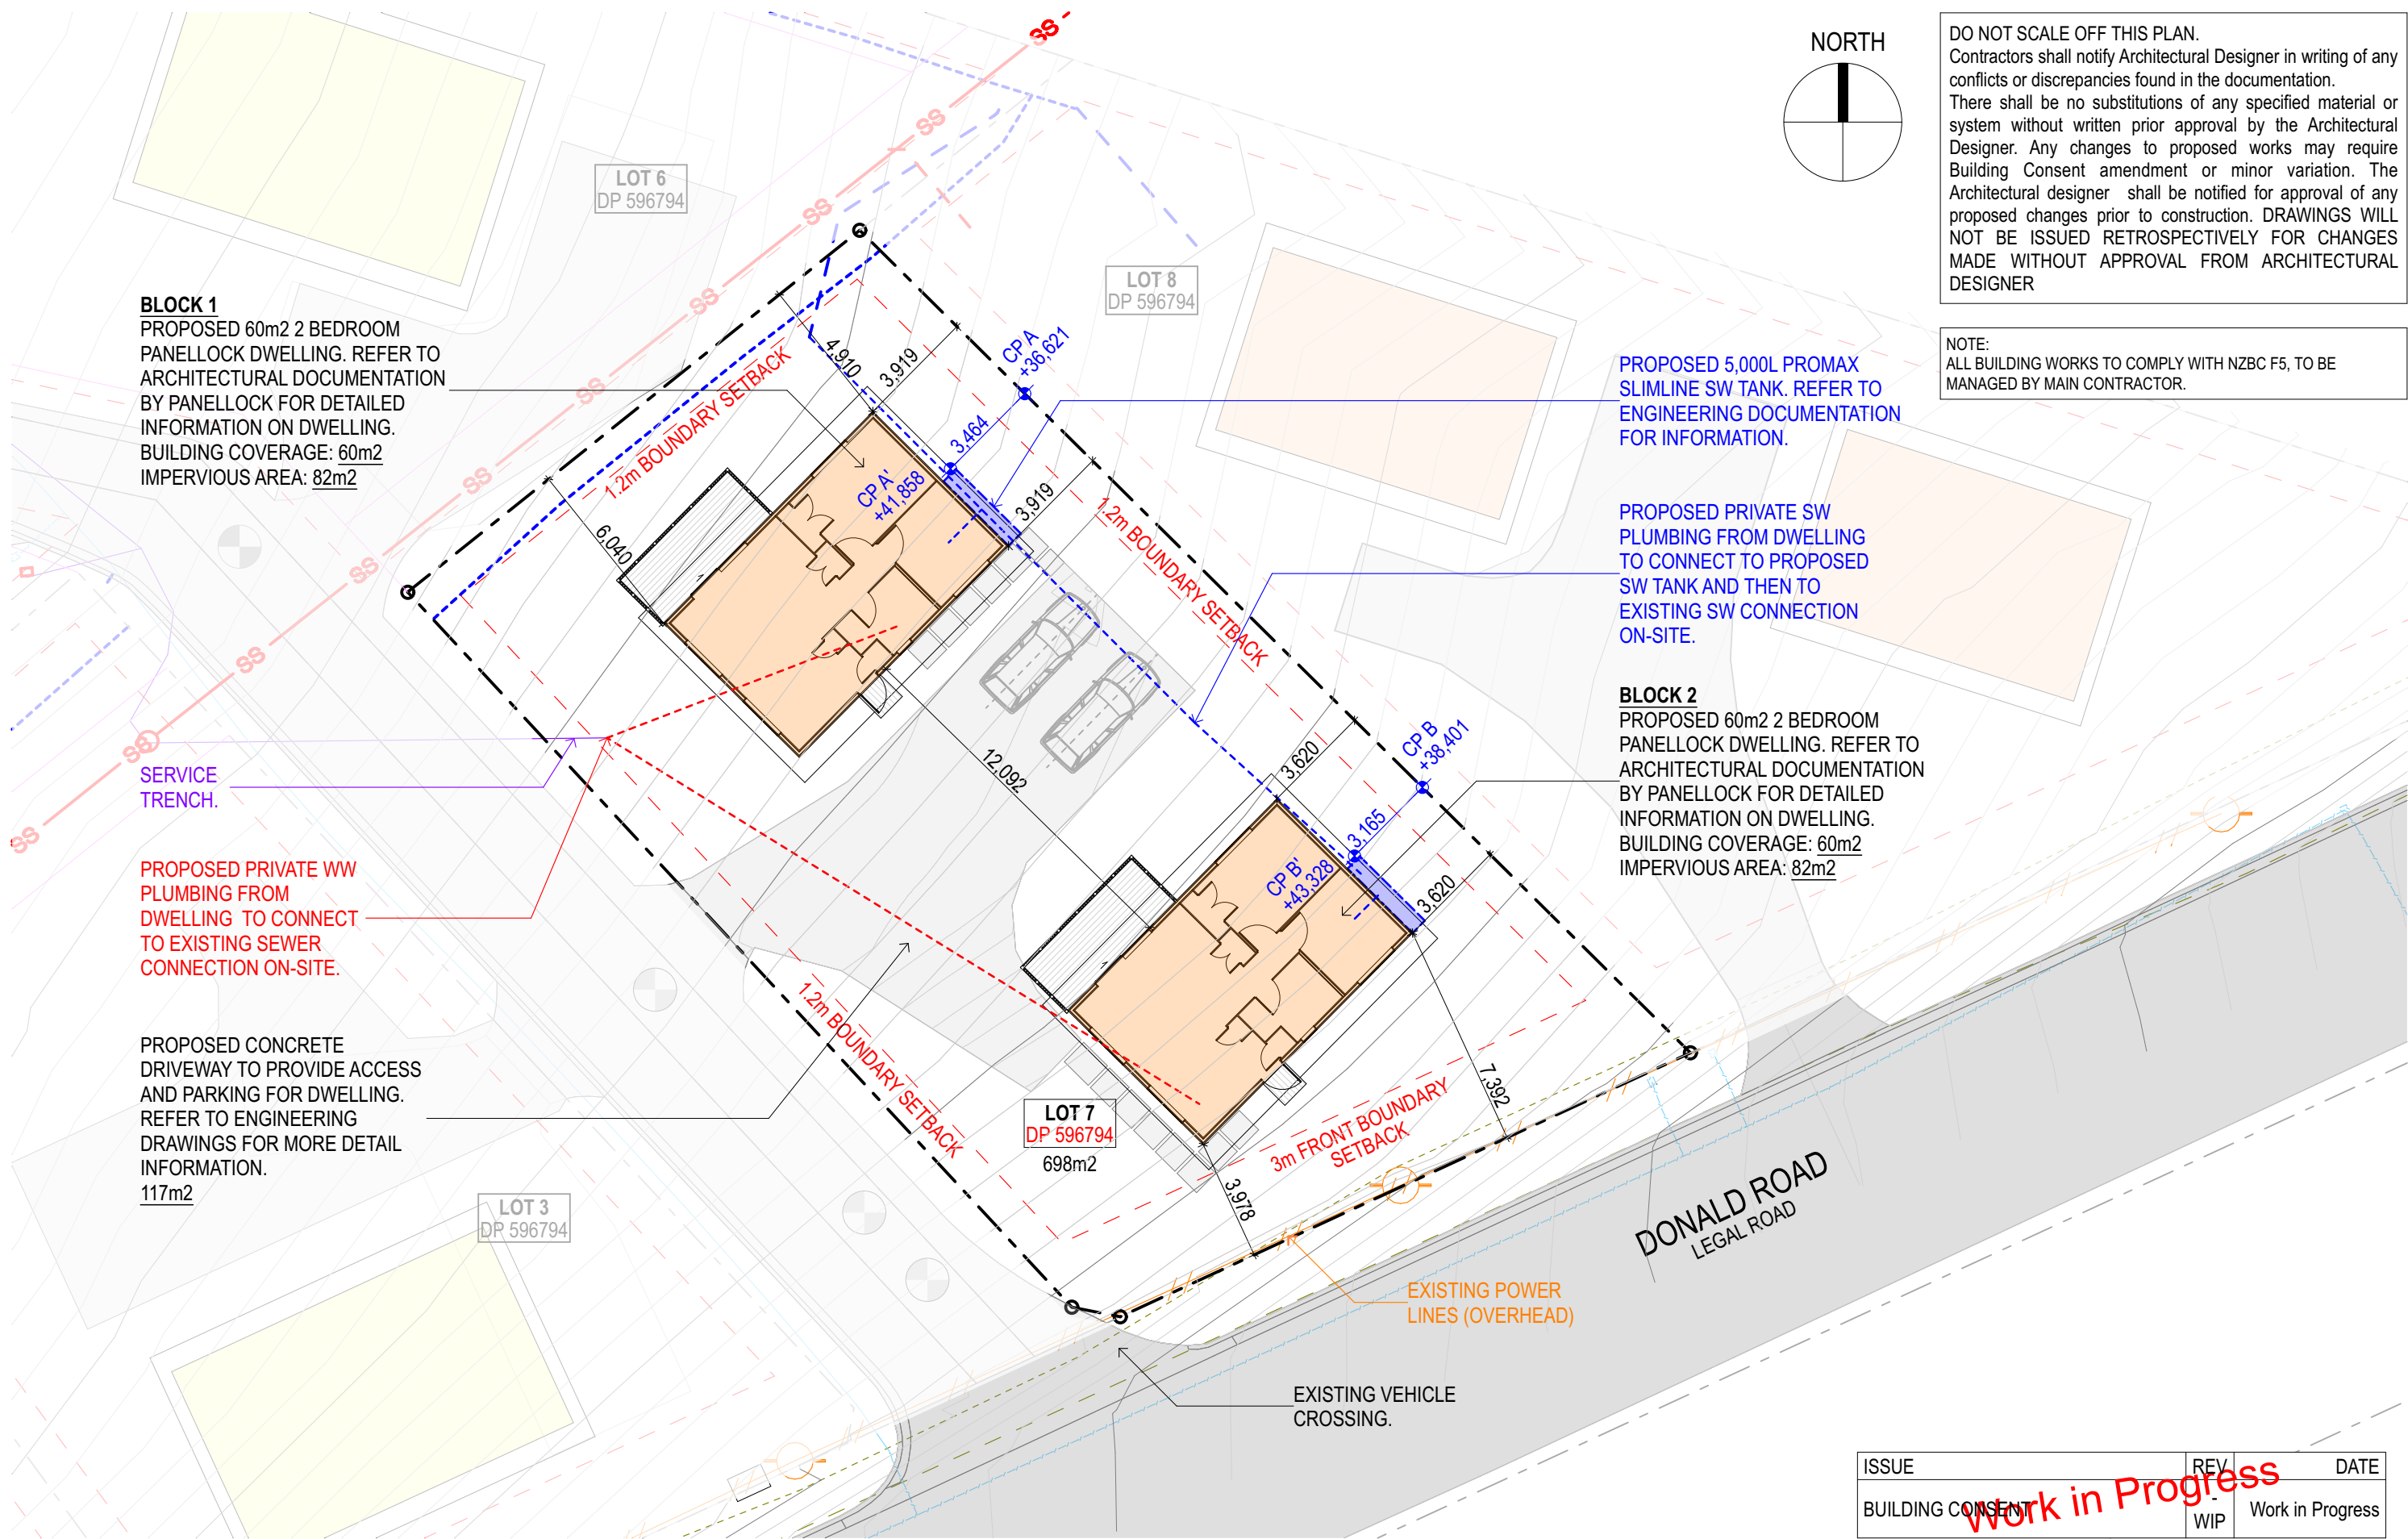 NORTH
DO NOT SCALE OFF THIS PLAN.
Contractors shall notify Architectural Designer in writing of any
conflicts or discrepancies found in the documentation.
There shall be no substitutions of any specified material or
system without written prior approval by the Architectural
Designer. Any changes to proposed works may require
Building Consent amendment or minor variation. The
Architectural designer shall be notified for approval of any
proposed changes prior to construction. DRAWINGS WILL
NOT BE ISSUED RETROSPECTIVELY FOR CHANGES
MADE WITHOUT APPROVAL FROM ARCHITECTURAL
DESIGNER
NOTE:
ALL BUILDING WORKS TO COMPLY WITH NZBC F5, TO BE
MANAGED BY MAIN CONTRACTOR.
SS
SS
SS
SS
SS
SS
SS
SS
SS
SS
SS
LOT 6
DP 596794
LOT 8
DP 596794
BLOCK 1
PROPOSED 60m2 2 BEDROOM
PANELLOCK DWELLING. REFER TO
ARCHITECTURAL DOCUMENTATION
BY PANELLOCK FOR DETAILED
INFORMATION ON DWELLING.
BUILDING COVERAGE: 60m2
IMPERVIOUS AREA: 82m2
1.2m BOUNDARY SETBACK
4,910
3,919
CP A
+36,621
3,464
CP A'
+41,858
3,919
6,040
1.2m BOUNDARY SETBACK
PROPOSED 5,000L PROMAX
SLIMLINE SW TANK. REFER TO
ENGINEERING DOCUMENTATION
FOR INFORMATION.
PROPOSED PRIVATE SW
PLUMBING FROM DWELLING
TO CONNECT TO PROPOSED
SW TANK AND THEN TO
EXISTING SW CONNECTION
ON-SITE.
BLOCK 2
PROPOSED 60m2 2 BEDROOM
PANELLOCK DWELLING. REFER TO
ARCHITECTURAL DOCUMENTATION
BY PANELLOCK FOR DETAILED
INFORMATION ON DWELLING.
BUILDING COVERAGE: 60m2
IMPERVIOUS AREA: 82m2
SERVICE
TRENCH.
12,092
3,620
CP B
+38,401
3,165
CP B'
+43,328
3,620
PROPOSED PRIVATE WW
PLUMBING FROM
DWELLING TO CONNECT
TO EXISTING SEWER
CONNECTION ON-SITE.
1.2m BOUNDARY SETBACK
PROPOSED CONCRETE
DRIVEWAY TO PROVIDE ACCESS
AND PARKING FOR DWELLING.
REFER TO ENGINEERING
DRAWINGS FOR MORE DETAIL
INFORMATION.
117m2
LOT 7
DP 596794
698m2
7,392
3m FRONT BOUNDARY
SETBACK
3,978
LOT 3
DP 596794
DONALD ROAD
LEGAL ROAD
EXISTING POWER
LINES (OVERHEAD)
EXISTING VEHICLE
CROSSING.
ISSUE REV DATE
BUILDING CONSENT - WIP Work in Progress
Work in Progress